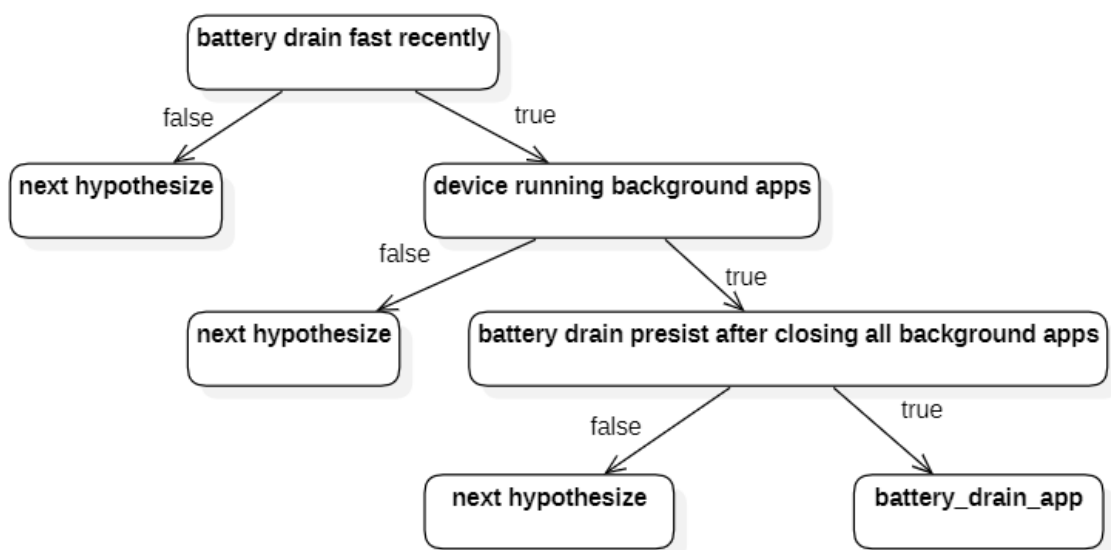 battery drain fast recently
false
true
next hypothesize
device running background apps
false
true
next hypothesize
battery drain presist after closing all background apps
false
true
next hypothesize
battery_drain_app